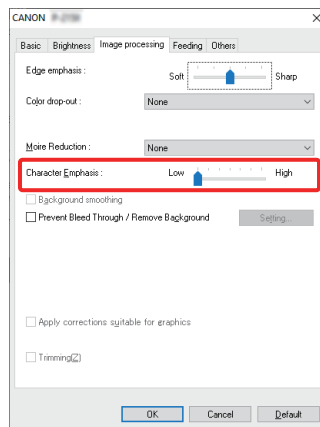 CANON
Basic Brightness Image processing Feeding Others
Edge emphasis : Soft Sharp
Color drop-out : None
Moire Reduction : None
Character Emphasis : Low High
Background smoothing
Prevent Bleed Through / Remove Background Setting...
Apply corrections suitable for graphics
Trimming(Z)
OK Cancel Default